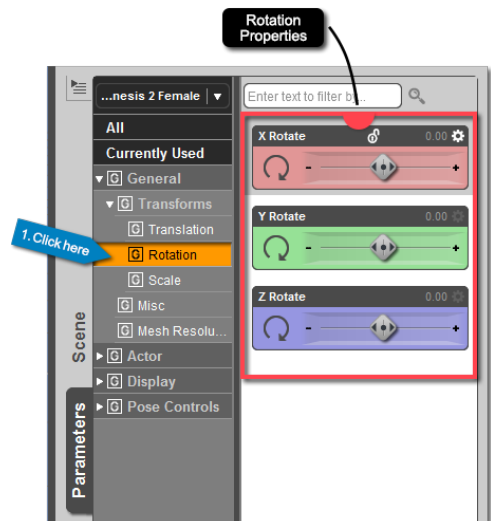 Rotation
Properties
...nesis 2 Female
Enter text to filter by...
All
Currently Used
X Rotate
0.00
G General
G Transforms
G Translation
Y Rotate
0.00
1. Click here
G Rotation
G Scale
G Misc
Z Rotate
0.00
G Mesh Resolu...
G Actor
G Display
G Pose Controls
Scene
Parameters